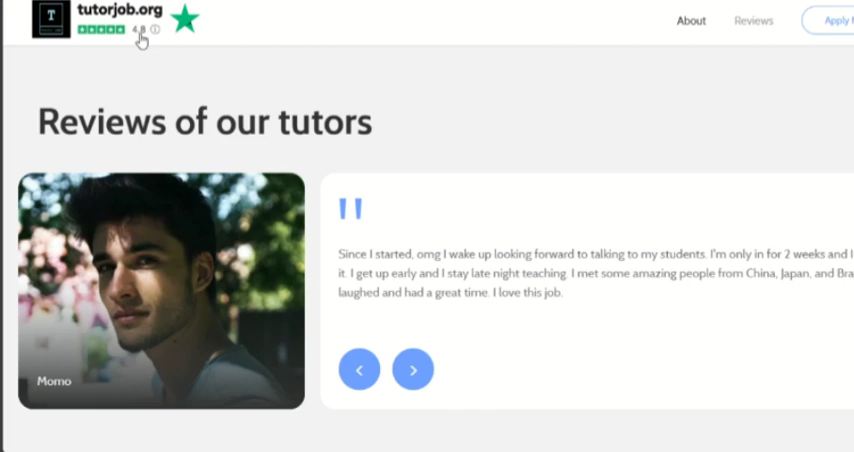 T
tutorjob.org
4.8
About
Reviews
Apply
Reviews of our tutors
Since I started, omg I wake up looking forward to talking to my students. I'm only in for 2 weeks and I
it. I get up early and I stay late night teaching. I met some amazing people from China, Japan, and Bra
laughed and had a great time. I love this job.
Momo